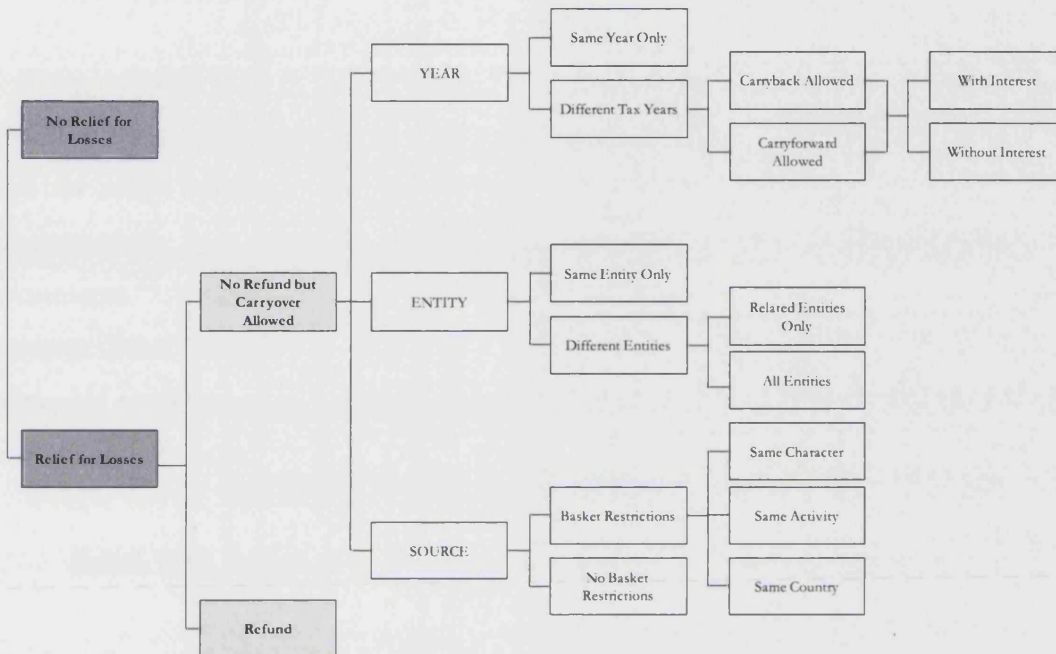 Same Year Only
YEAR
Carryback Allowed
With Interest
Different Tax Years
No Relief for
Losses
Carryforward
Allowed
Without Interest
Same Entity Only
No Refund but
Carryover
Allowed
ENTITY
Related Entities
Only
Different Entities
All Entities
Relief for Losses
Same Character
Basket Restrictions
Same Activity
SOURCE
No Basket
Restrictions
Same Country
Refund